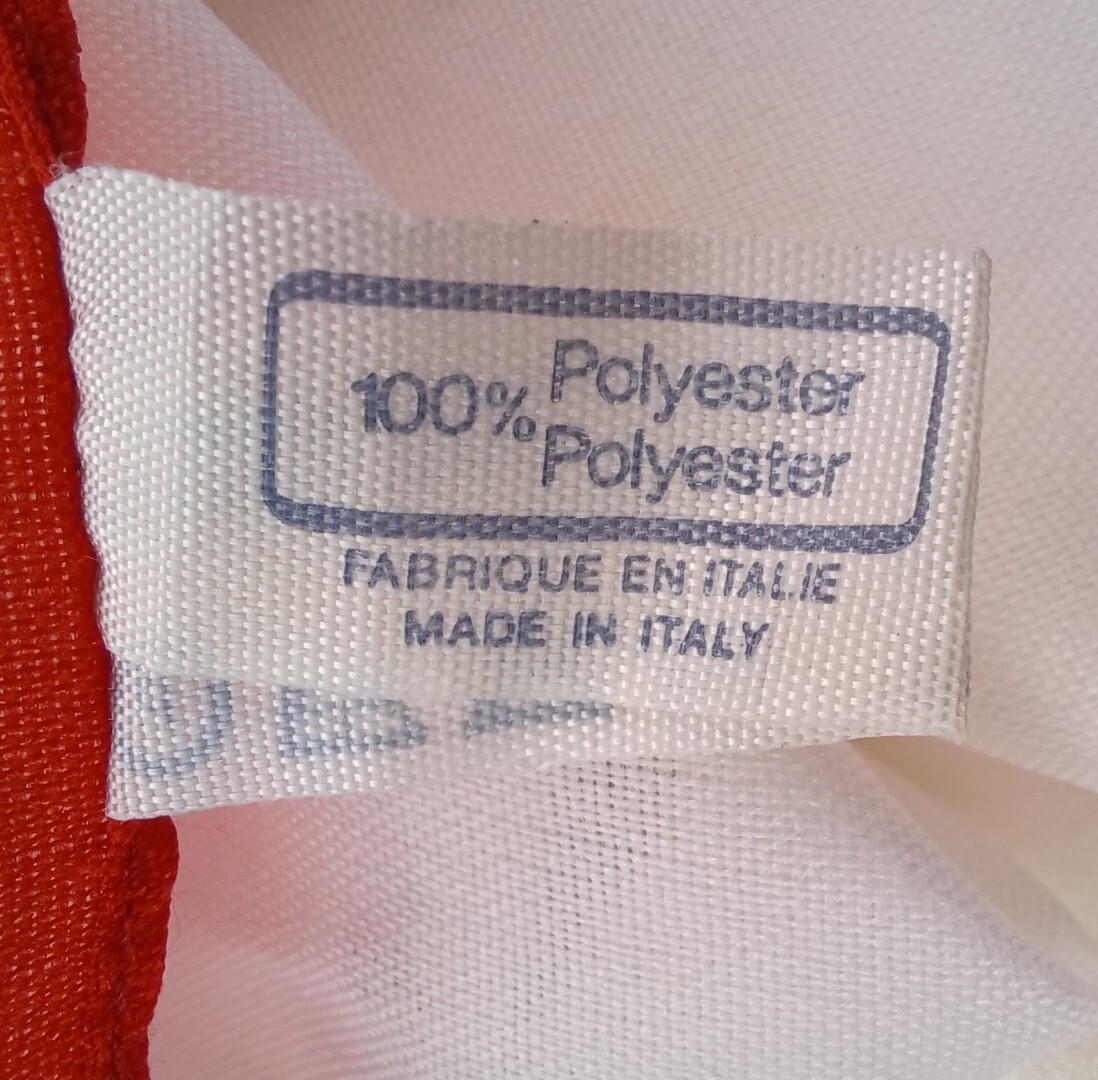 100% Polyester
Polyester
FABRIQUE EN ITALIE
MADE IN ITALY